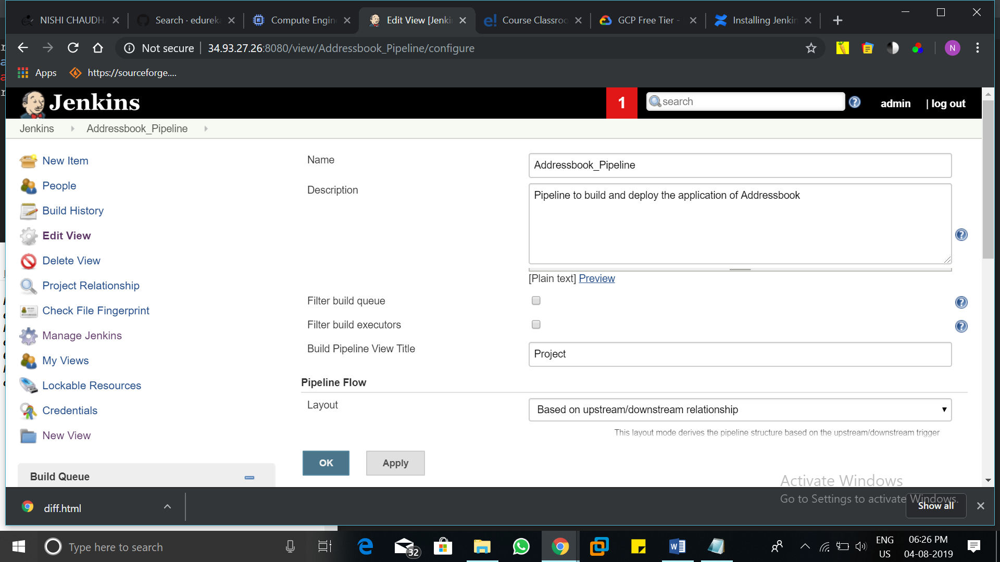 NISHI CHAUDH
Search · edurek
Compute Engin
Edit View [Jenki
e! Course Classroo
GCP Free Tier -
Installing Jenkin
Not secure | 34.93.27.26:8080/view/Addressbook_Pipeline/configure
N
Apps
https://sourceforge....
Jenkins
1
search
admin
| log out
Jenkins
Addressbook_Pipeline
New Item
People
Build History
Edit View
Delete View
Project Relationship
Check File Fingerprint
Manage Jenkins
My Views
Lockable Resources
Credentials
New View
Build Queue
Name
Addressbook_Pipeline
Description
Pipeline to build and deploy the application of Addressbook
[Plain text] Preview
Filter build queue
Filter build executors
Build Pipeline View Title
Project
Pipeline Flow
Layout
Based on upstream/downstream relationship
This layout mode derives the pipeline structure based on the upstream/downstream trigger
OK
Apply
Activate Windows
Go to Settings to activate Windows.
diff.html
Show all
Type here to search
32
ENG
US
06:26 PM
04-08-2019